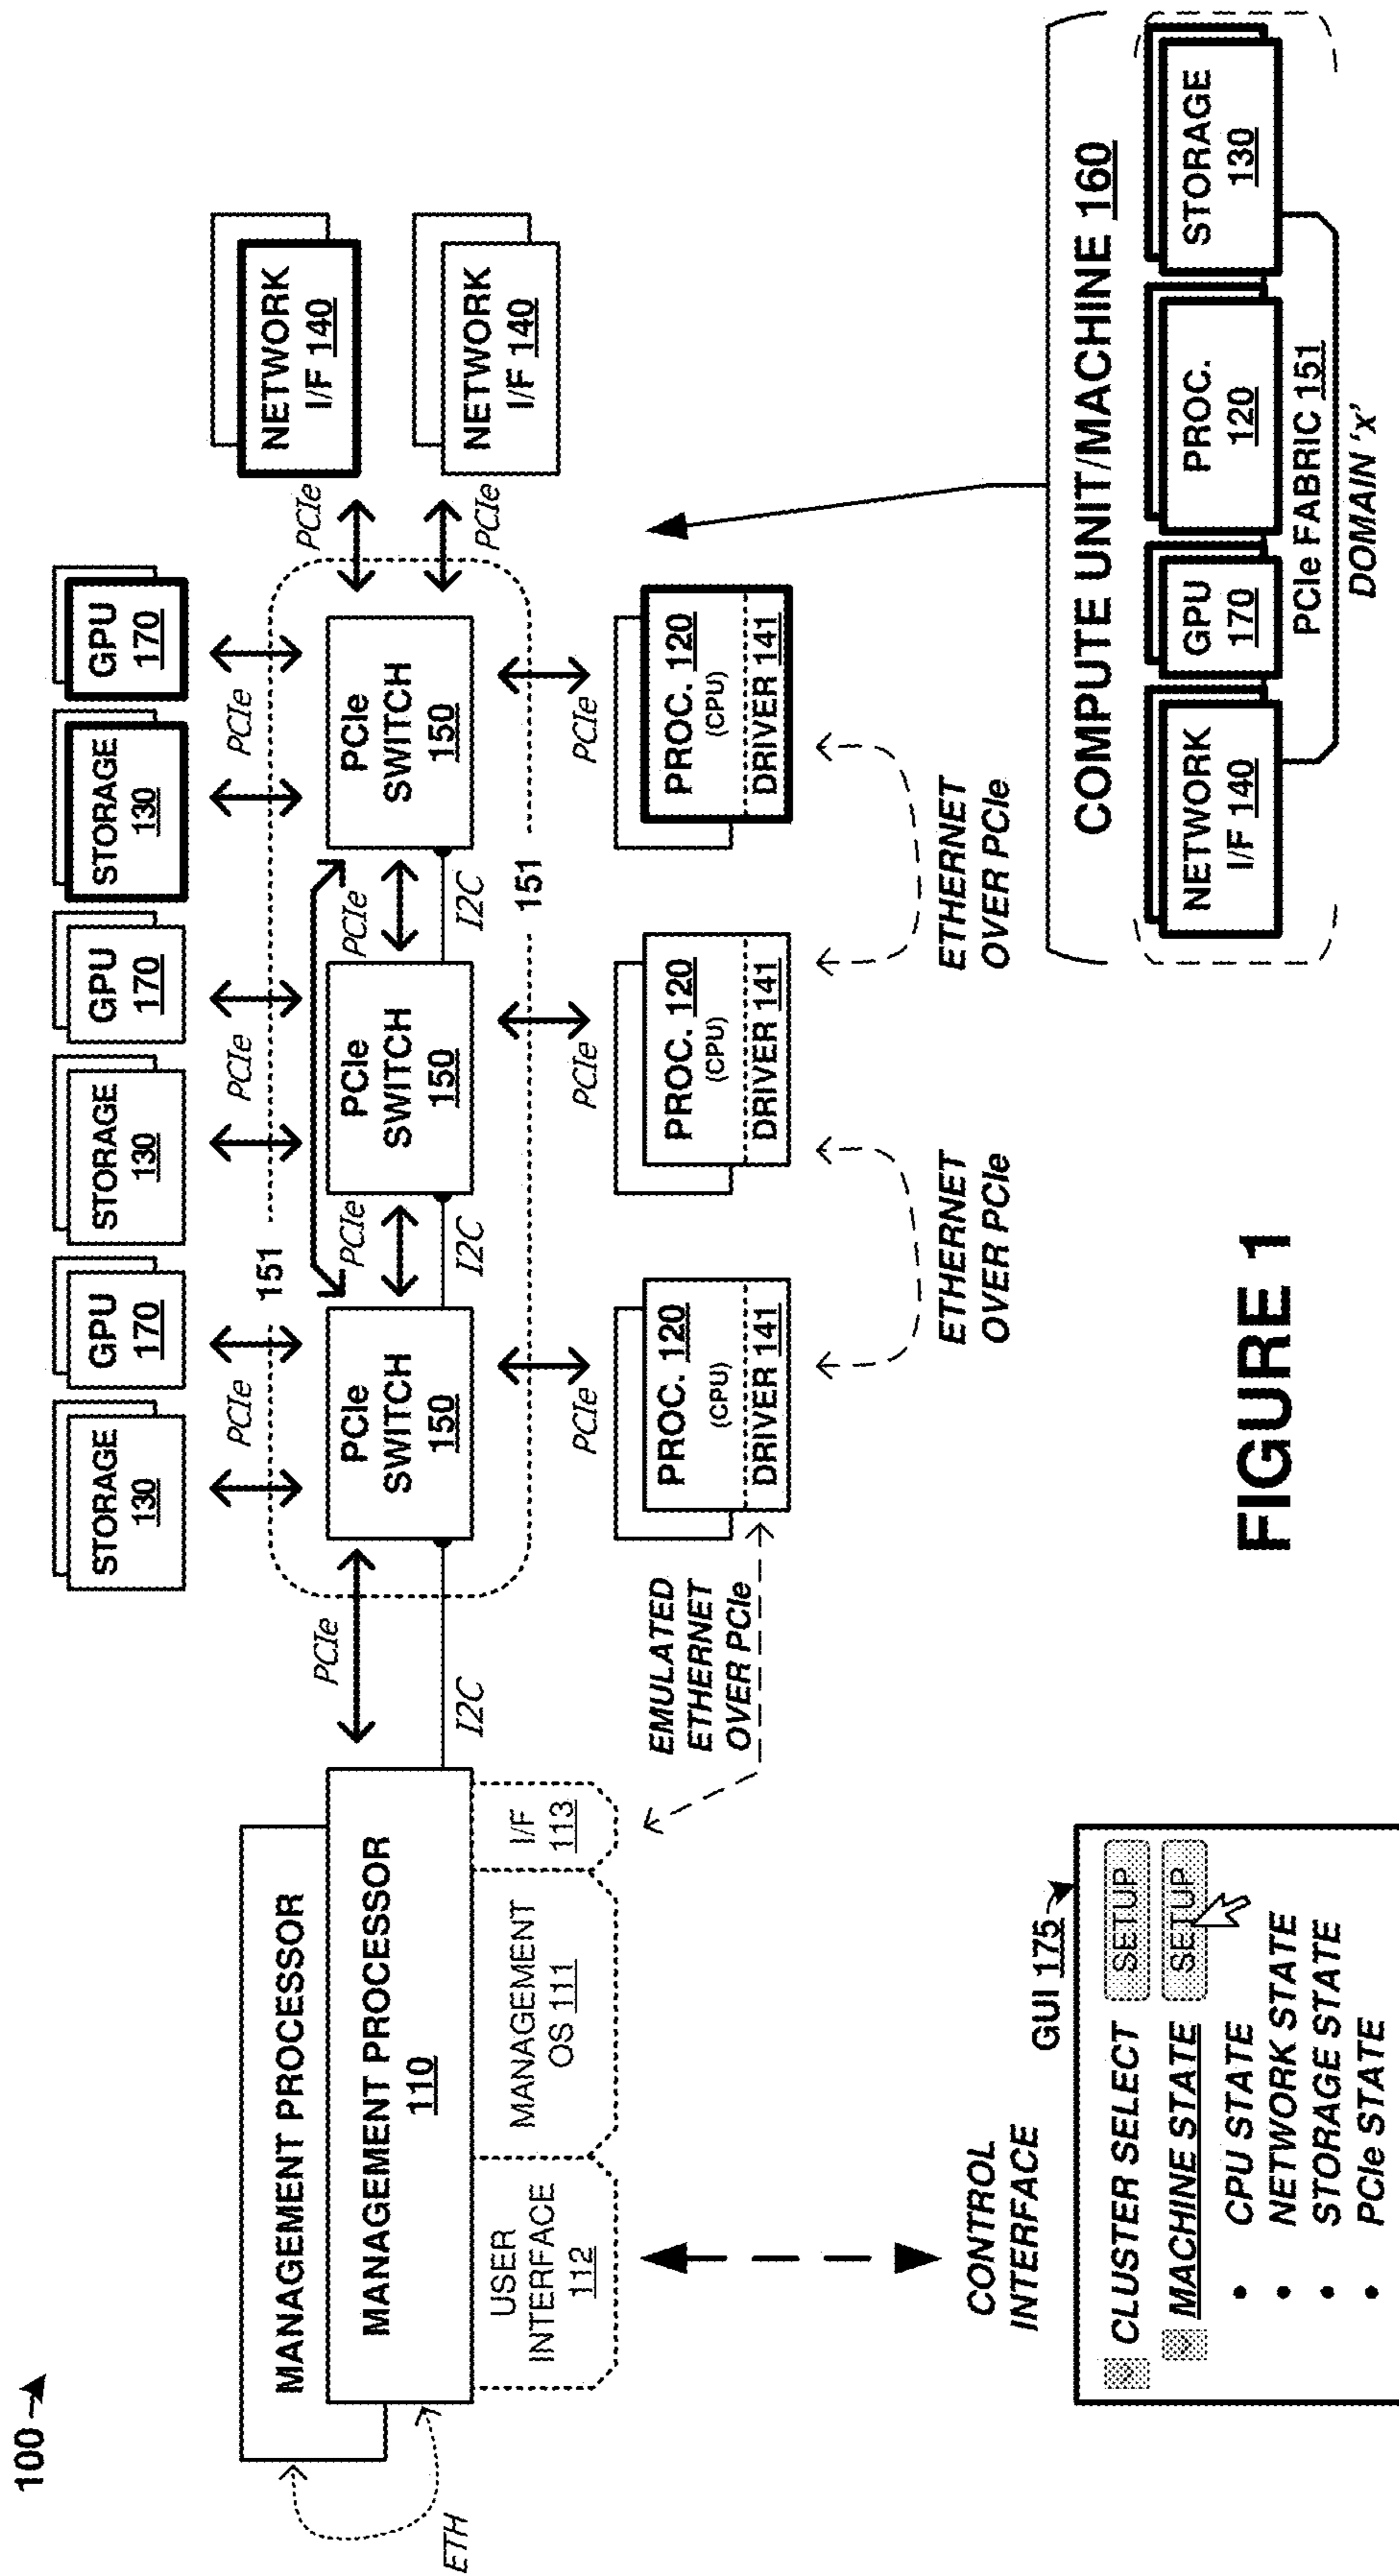 100
STORAGE
130
GPU
170
STORAGE
130
GPU
170
STORAGE
130
GPU
170
PCIe
PCIe
PCIe
151
MANAGEMENT PROCESSOR
MANAGEMENT PROCESSOR
110
ETH
PCIe
I2C
PCIe
SWITCH
150
PCIe
I2C
PCIe
SWITCH
150
PCIe
I2C
PCIe
SWITCH
150
PCIe
NETWORK
I/F 140
PCIe
NETWORK
I/F 140
151
USER
INTERFACE
112
MANAGEMENT
OS 111
I/F
113
PCIe
PCIe
PCIe
EMULATED
ETHERNET
OVER PCIe
PROC. 120
(CPU)
DRIVER 141
PROC. 120
(CPU)
DRIVER 141
PROC. 120
(CPU)
DRIVER 141
ETHERNET
OVER PCIe
ETHERNET
OVER PCIe
CONTROL
INTERFACE
GUI 175
CLUSTER SELECT
SETUP
MACHINE STATE
SETUP
• CPU STATE
• NETWORK STATE
• STORAGE STATE
• PCIe STATE
COMPUTE UNIT/MACHINE 160
NETWORK
I/F 140
GPU
170
PROC.
120
STORAGE
130
PCIe FABRIC 151
DOMAIN 'x'
FIGURE 1